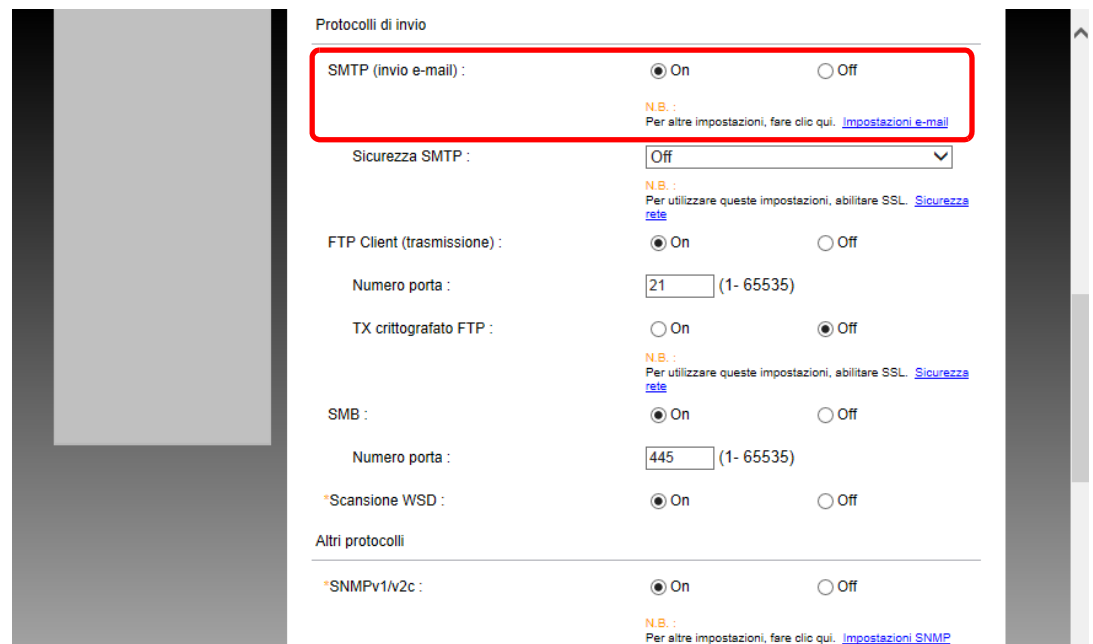 Protocolli di invio
SMTP (invio e-mail) : On Off
N.B. :
Per altre impostazioni, fare clic qui. Impostazioni e-mail
Sicurezza SMTP : Off
N.B. :
Per utilizzare queste impostazioni, abilitare SSL. Sicurezza
rete
FTP Client (trasmissione) : On Off
Numero porta : 21 (1- 65535)
TX crittografato FTP : On Off
N.B. :
Per utilizzare queste impostazioni, abilitare SSL. Sicurezza
rete
SMB : On Off
Numero porta : 445 (1- 65535)
*Scansione WSD : On Off
Altri protocolli
*SNMPv1/v2c : On Off
N.B. :
Per altre impostazioni, fare clic qui. Impostazioni SNMP